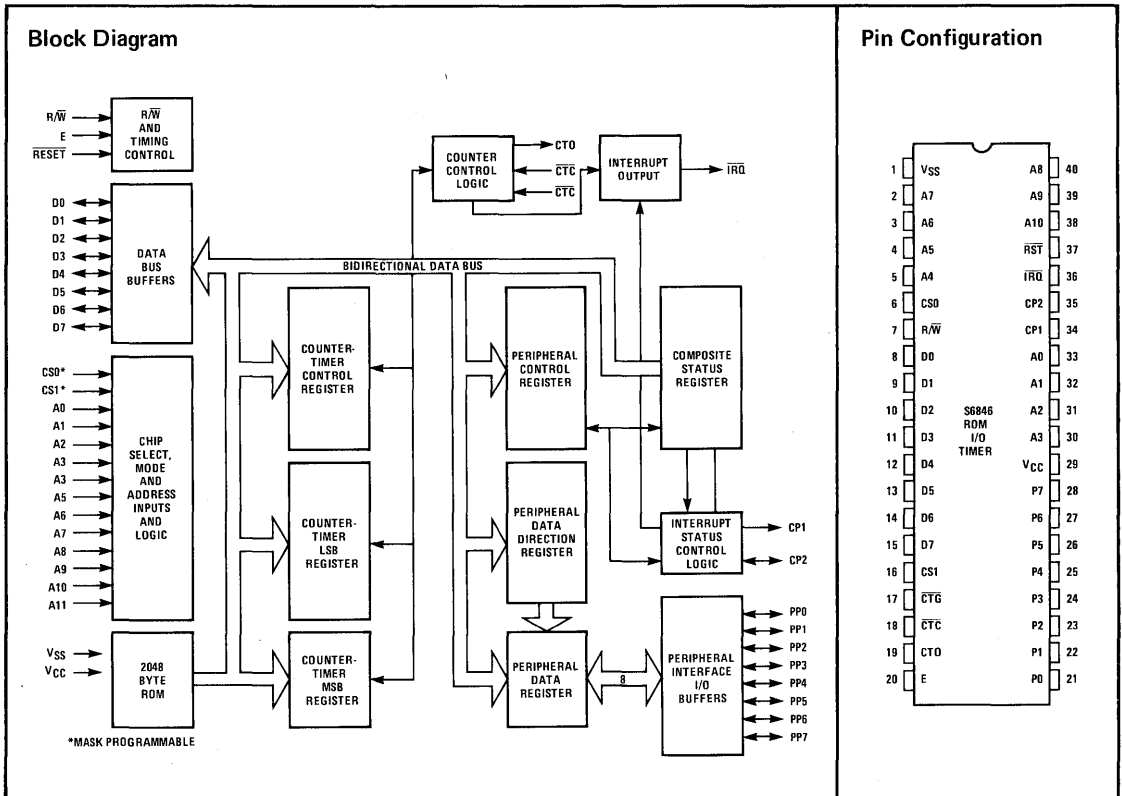 Block Diagram
R/W̅
E
R̅E̅S̅E̅T̅
R/W̅
AND
TIMING
CONTROL
D0
D1
D2
D3
D4
D5
D6
D7
DATA
BUS
BUFFERS
CS0*
CS1*
A0
A1
A2
A3
A3
A5
A6
A7
A8
A9
A10
A11
CHIP
SELECT,
MODE
AND
ADDRESS
INPUTS
AND
LOGIC
VSS
VCC
2048
BYTE
ROM
*MASK PROGRAMMABLE
COUNTER
CONTROL
LOGIC
CTO
C̅T̅C̅
C̅T̅C̅
INTERRUPT
OUTPUT
I̅R̅Q̅
BIDIRECTIONAL DATA BUS
COUNTER-
TIMER
CONTROL
REGISTER
COUNTER-
TIMER
LSB
REGISTER
COUNTER-
TIMER
MSB
REGISTER
PERIPHERAL
CONTROL
REGISTER
COMPOSITE
STATUS
REGISTER
PERIPHERAL
DATA
DIRECTION
REGISTER
INTERRUPT
STATUS
CONTROL
LOGIC
CP1
CP2
PERIPHERAL
DATA
REGISTER
8
PERIPHERAL
INTERFACE
I/O
BUFFERS
PP0
PP1
PP2
PP3
PP4
PP5
PP6
PP7
Pin Configuration
1 VSS A8 40
2 A7 A9 39
3 A6 A10 38
4 A5 R̅S̅T̅ 37
5 A4 I̅R̅Q̅ 36
6 CS0 CP2 35
7 R/W̅ CP1 34
8 D0 A0 33
9 D1 A1 32
10 D2 A2 31
11 D3 A3 30
12 D4 VCC 29
13 D5 P7 28
14 D6 P6 27
15 D7 P5 26
16 CS1 P4 25
17 C̅T̅G̅ P3 24
18 C̅T̅C̅ P2 23
19 CTO P1 22
20 E P0 21
S6846
ROM
I/O
TIMER